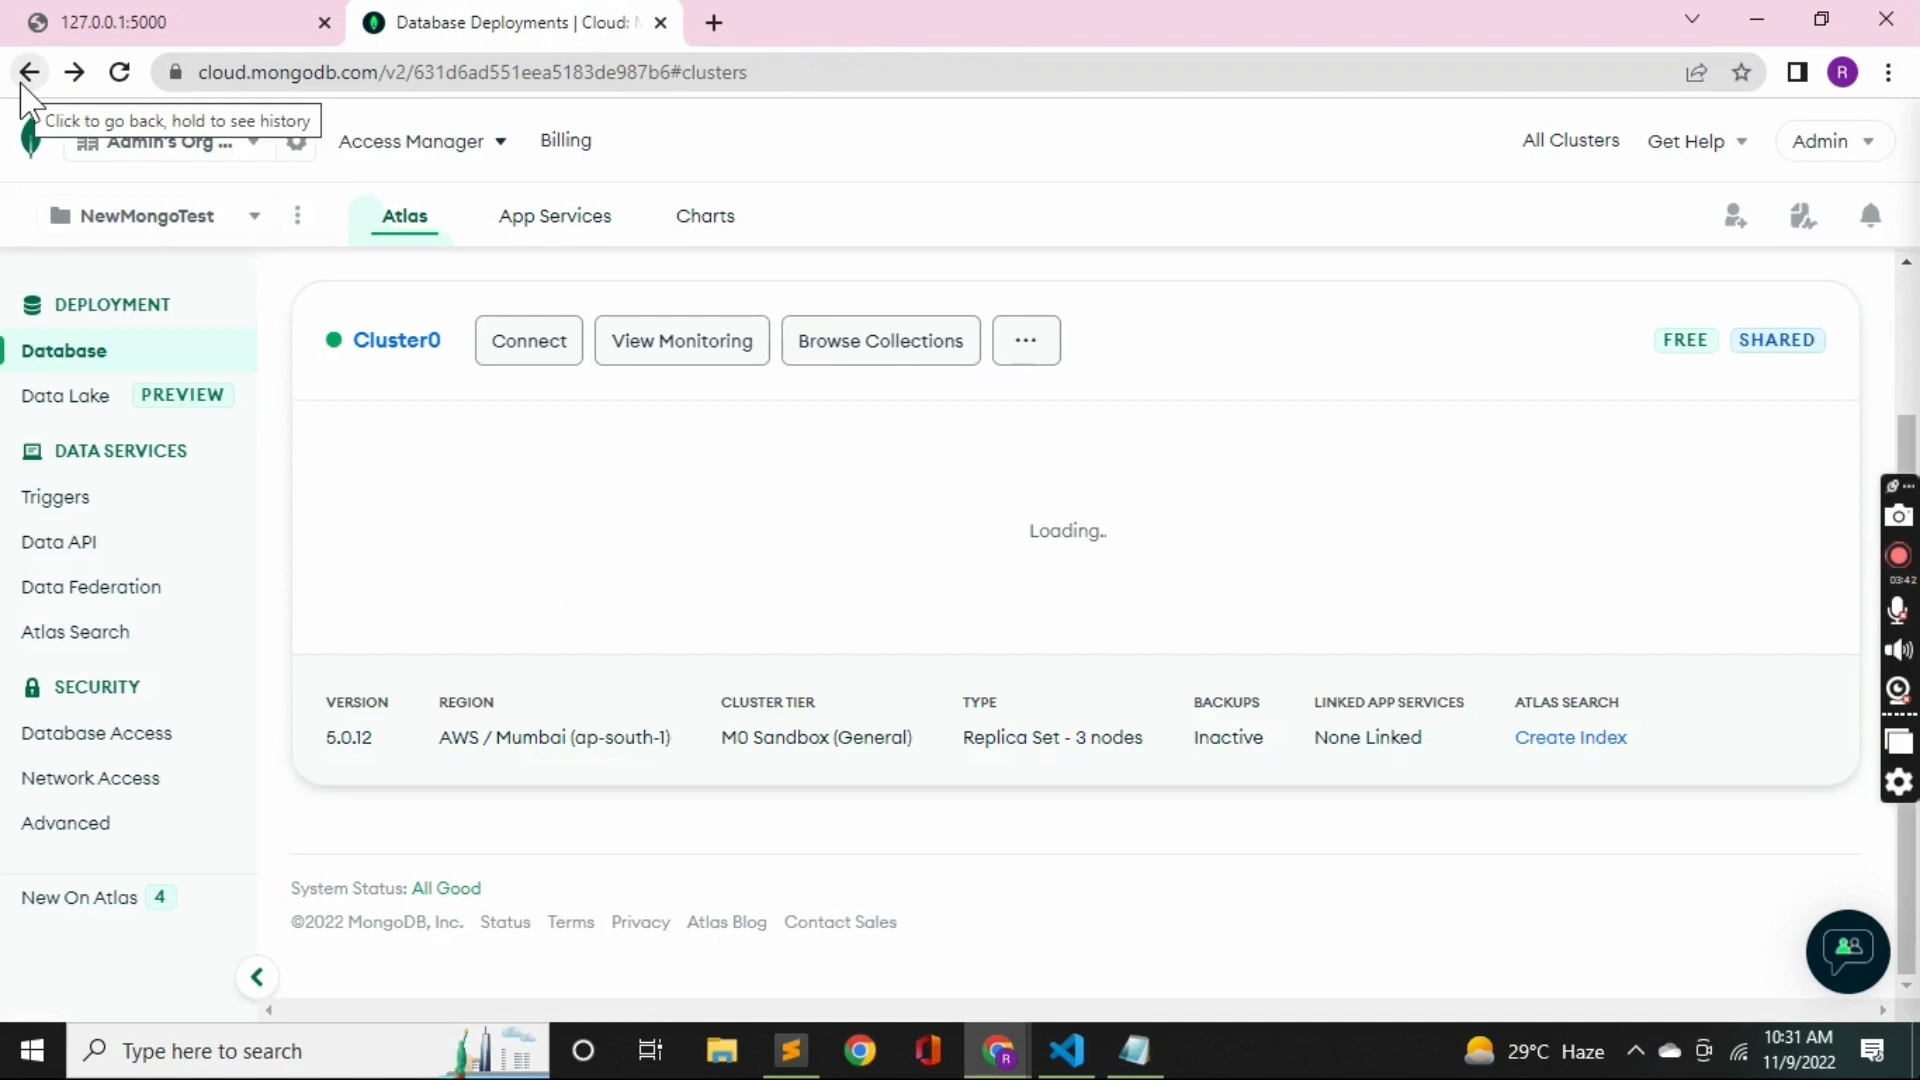 127.0.0.1:5000
Database Deployments | Cloud:
cloud.mongodb.com/v2/631d6ad551eea5183de987b6#clusters
R
Click to go back, hold to see history
Admin's Org ...
Access Manager
Billing
All Clusters
Get Help
Admin
NewMongoTest
Atlas
App Services
Charts
DEPLOYMENT
Database
Data Lake
PREVIEW
DATA SERVICES
Triggers
Data API
Data Federation
Atlas Search
SECURITY
Database Access
Network Access
Advanced
New On Atlas
4
Cluster0
Connect
View Monitoring
Browse Collections
...
FREE
SHARED
Loading..
VERSION
5.0.12
REGION
AWS / Mumbai (ap-south-1)
CLUSTER TIER
M0 Sandbox (General)
TYPE
Replica Set - 3 nodes
BACKUPS
Inactive
LINKED APP SERVICES
None Linked
ATLAS SEARCH
Create Index
System Status: All Good
©2022 MongoDB, Inc. Status Terms Privacy Atlas Blog Contact Sales
03:42
Type here to search
R
29°C Haze
10:31 AM
11/9/2022